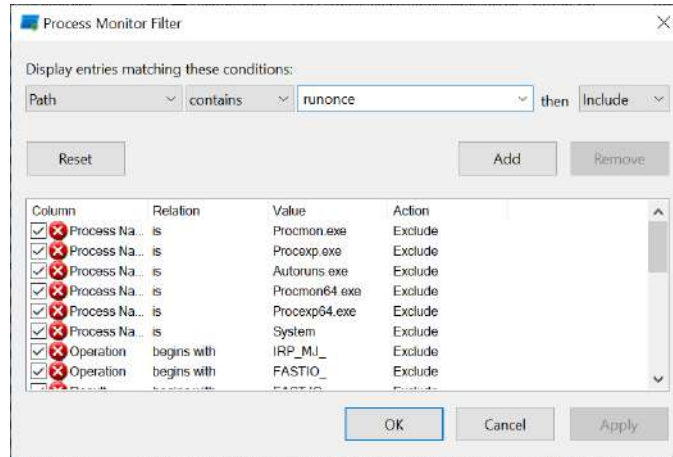 Process Monitor Filter
Display entries matching these conditions:
Path contains runonce then Include
Reset Add Remove
Column Relation Value Action
Process Na... is Procmon.exe Exclude
Process Na... is Procexp.exe Exclude
Process Na... is Autoruns.exe Exclude
Process Na... is Procmon64.exe Exclude
Process Na... is Procexp64.exe Exclude
Process Na... is System Exclude
Operation begins with IRP_MJ_ Exclude
Operation begins with FASTIO_ Exclude
OK Cancel Apply